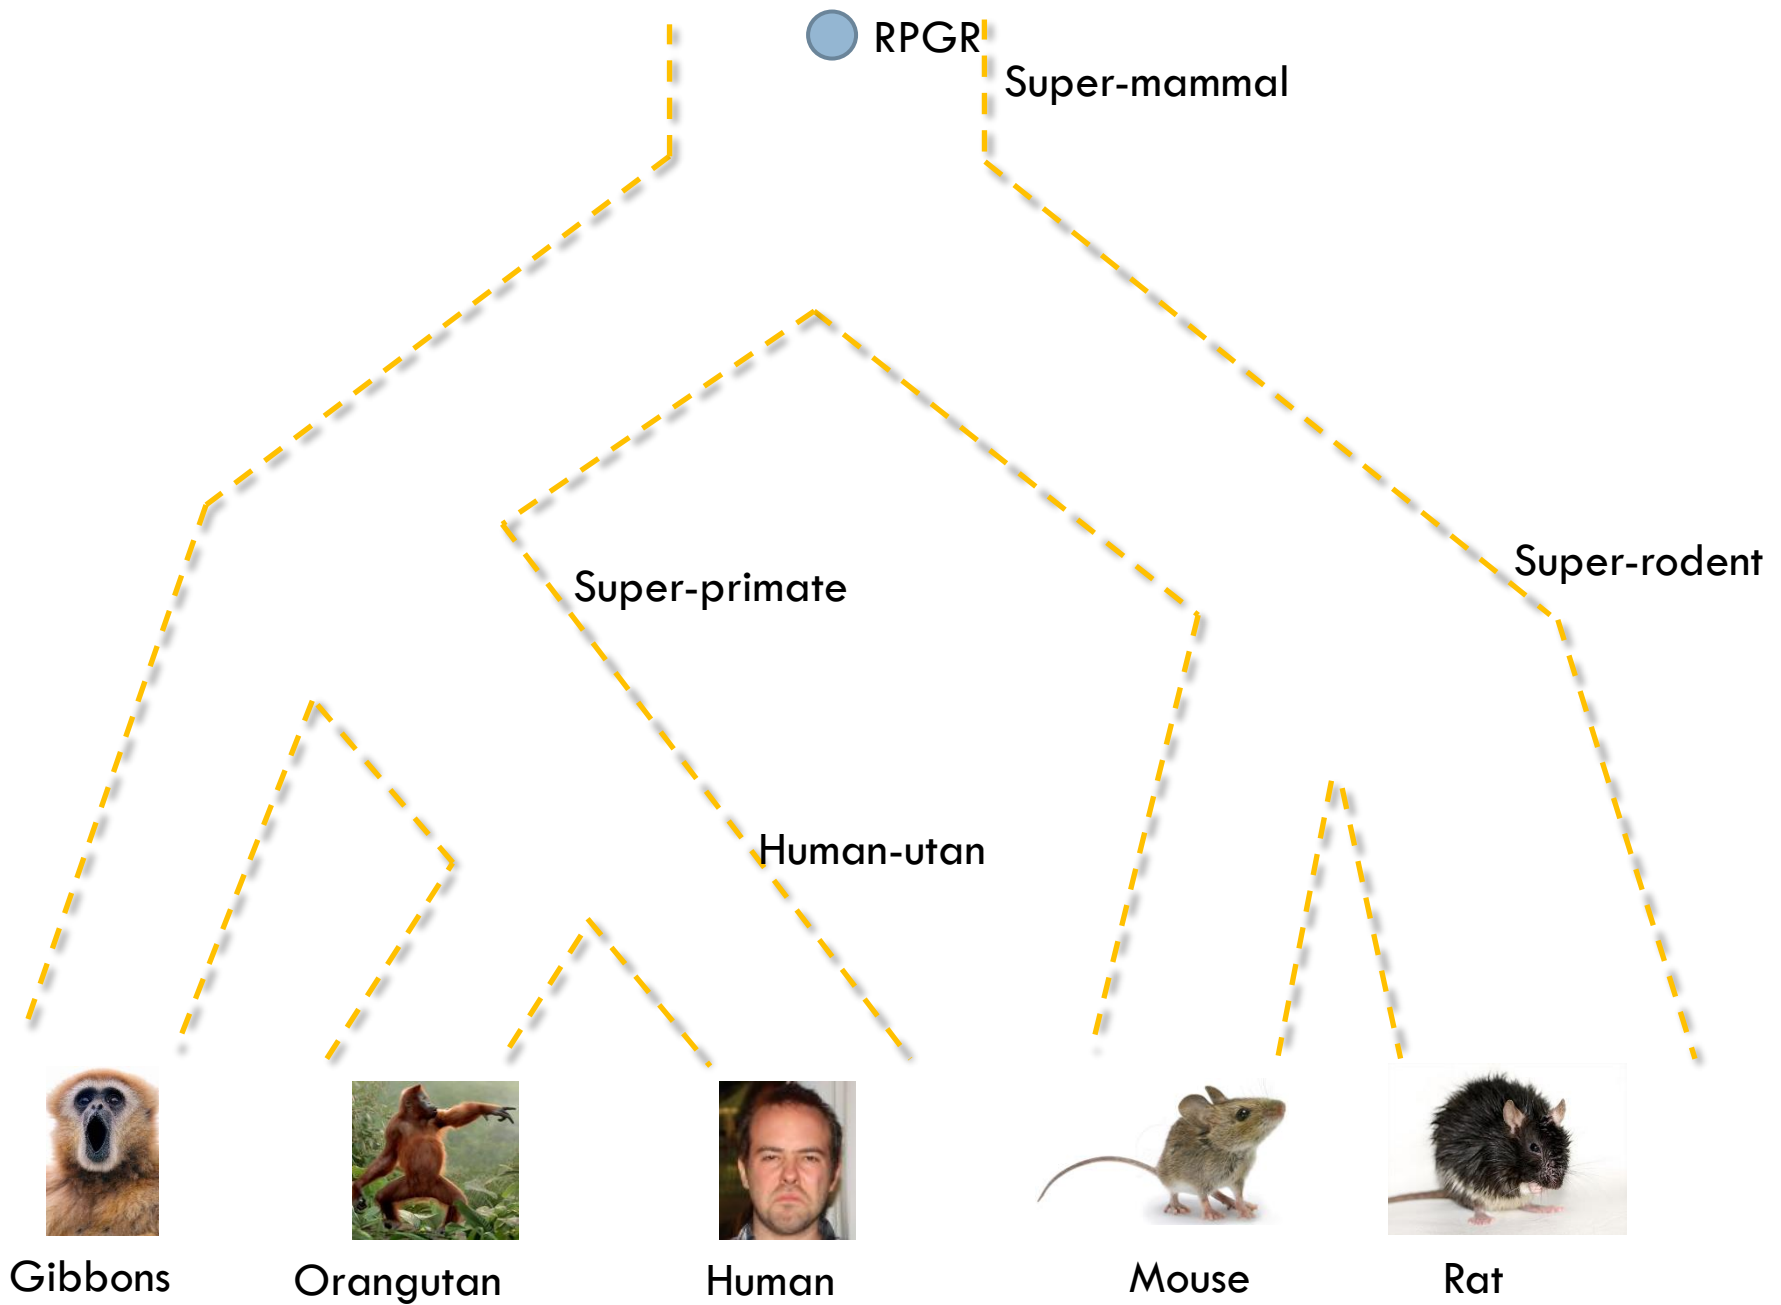 RPGR
Super-mammal
Super-rodent
Super-primate
Human-utan
Gibbons
Orangutan
Human
Mouse
Rat